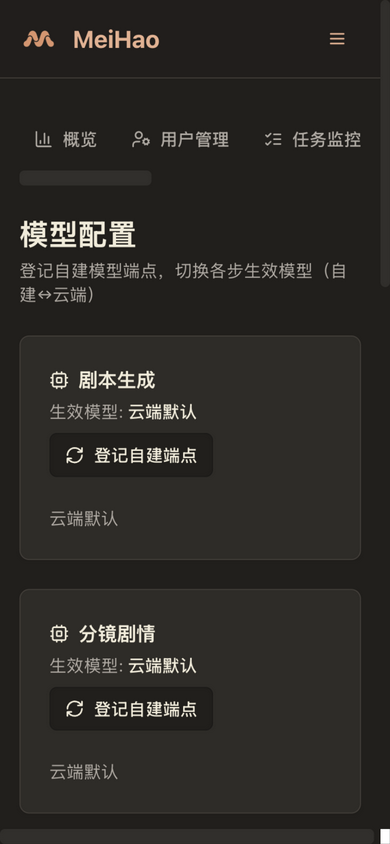 MeiHao
概览 用户管理 任务监控
模型配置
登记自建模型端点，切换各步生效模型（自
建↔云端）
剧本生成
生效模型: 云端默认
登记自建端点
云端默认
分镜剧情
生效模型: 云端默认
登记自建端点
云端默认